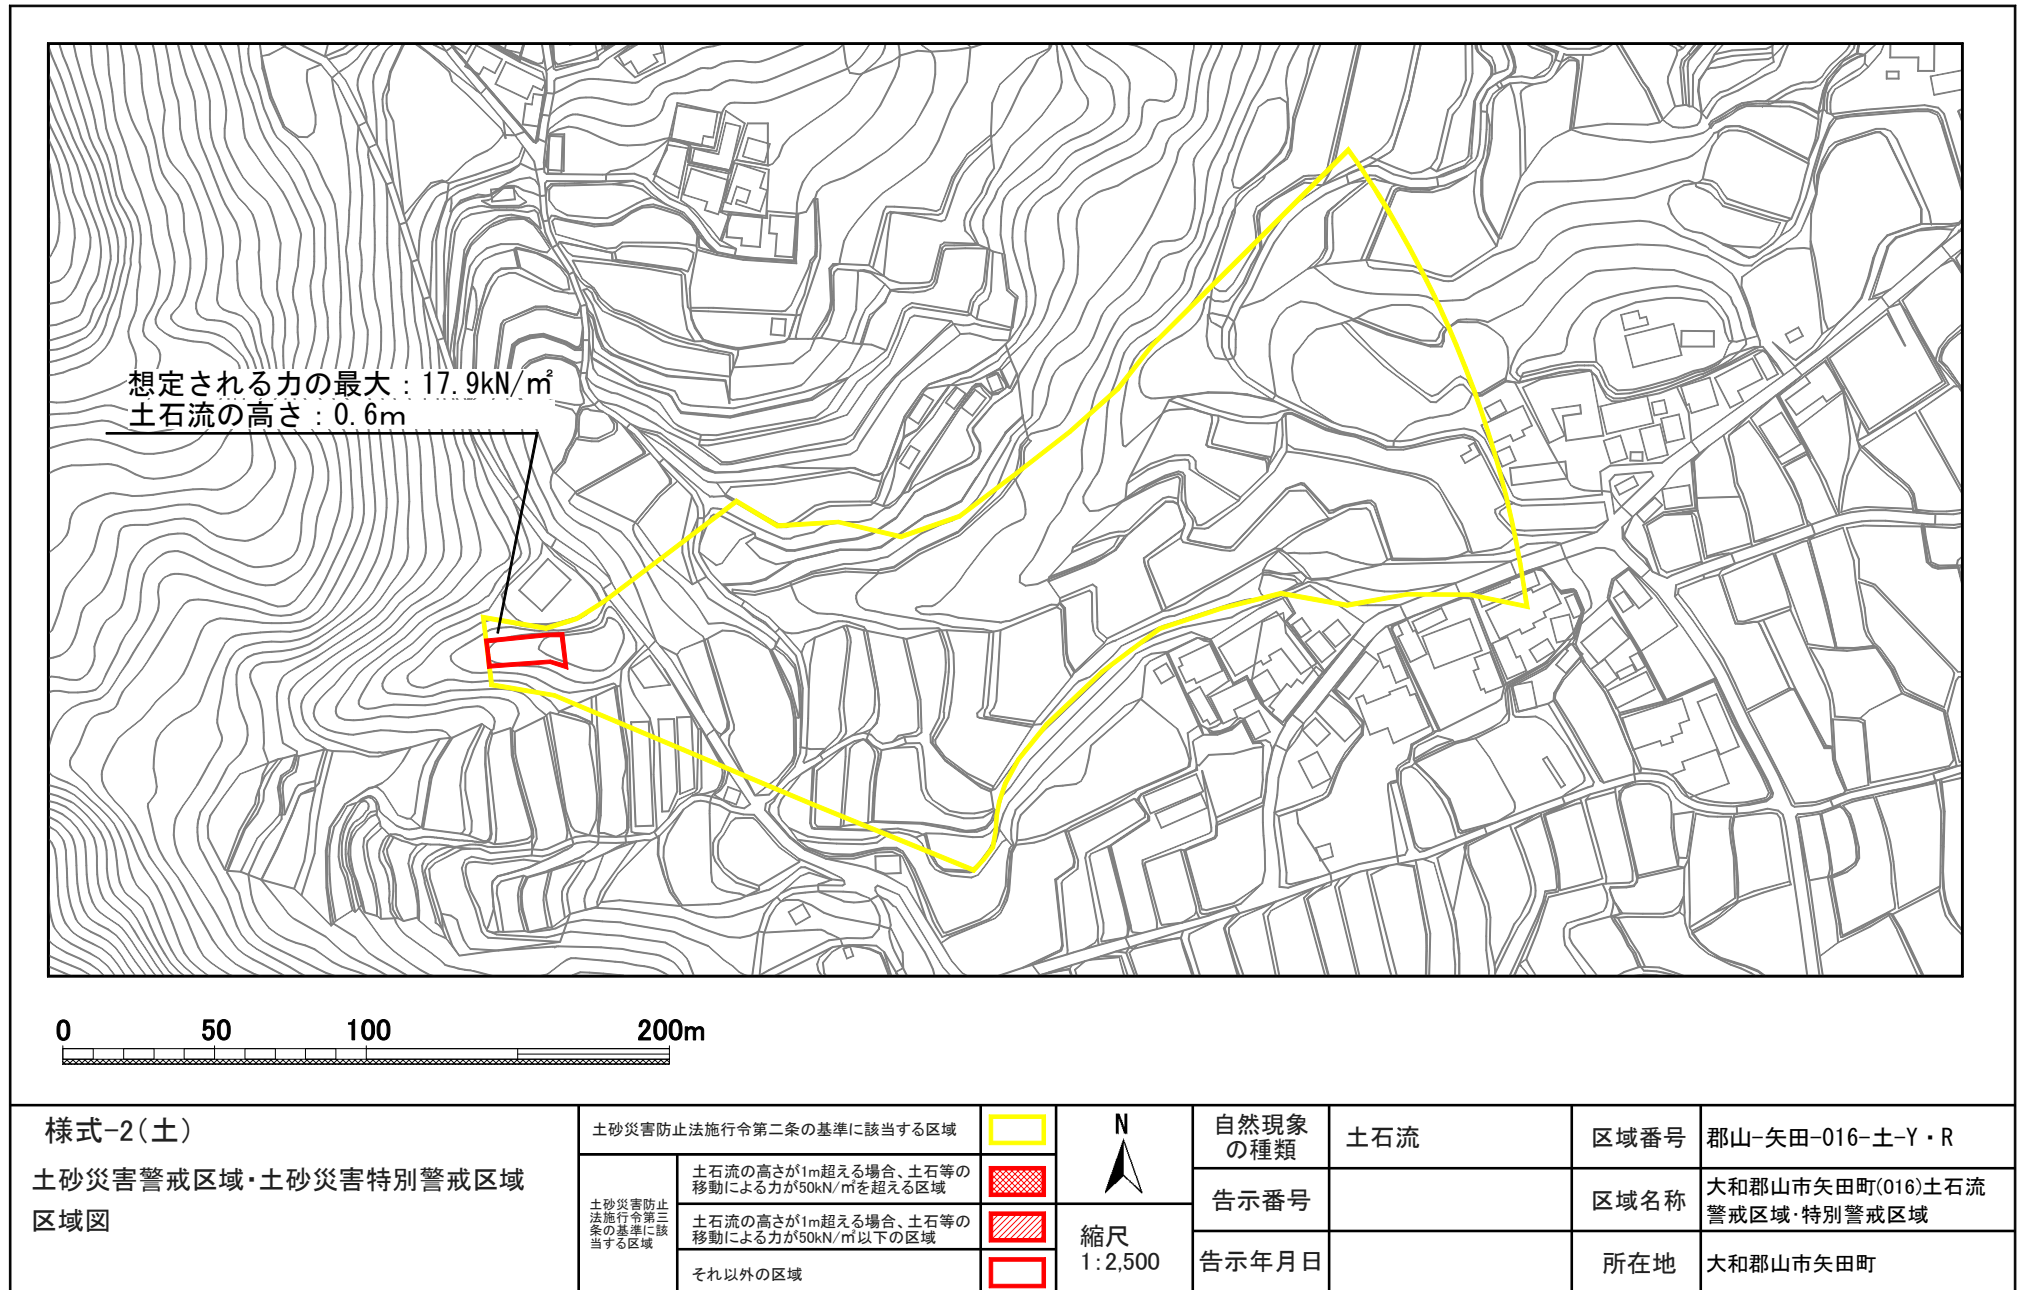 想定される力の最大：17.9kN/㎡
土石流の高さ：0.6m
0 50 100 200m
様式-2(土)
土砂災害警戒区域・土砂災害特別警戒区域
区域図
土砂災害防止法施行令第二条の基準に該当する区域
土砂災害防止
法施行令第三
条の基準に該
当する区域
土石流の高さが1m超える場合、土石等の
移動による力が50kN/㎡を超える区域
土石流の高さが1m超える場合、土石等の
移動による力が50kN/㎡以下の区域
それ以外の区域
N
縮尺
1:2,500
自然現象
の種類
土石流
告示番号
告示年月日
区域番号
郡山-矢田-016-土-Y・R
区域名称
大和郡山市矢田町(016)土石流
警戒区域・特別警戒区域
所在地
大和郡山市矢田町